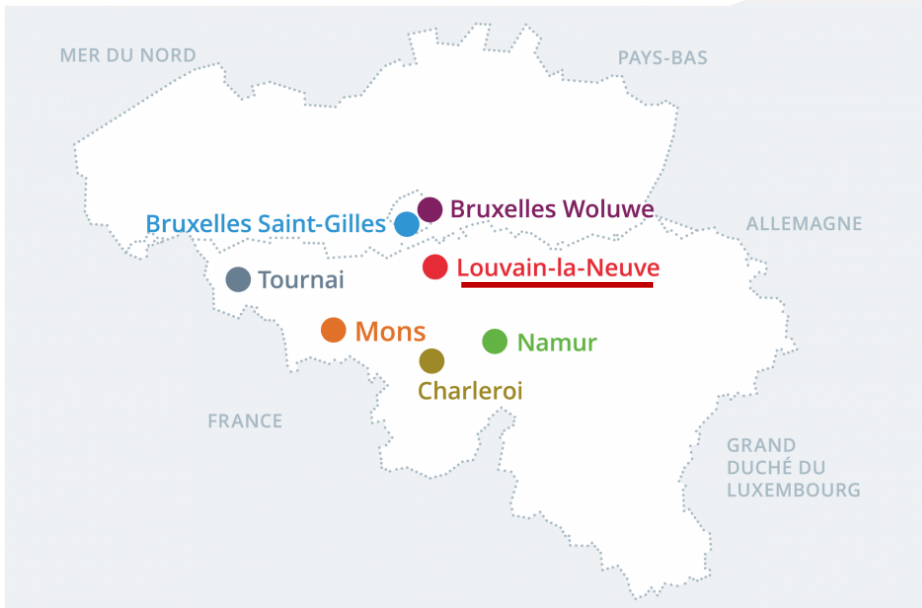 MER DU NORD
PAYS-BAS
Bruxelles Woluwe
Bruxelles Saint-Gilles
ALLEMAGNE
Louvain-la-Neuve
Tournai
Mons
Namur
Charleroi
FRANCE
GRAND
DUCHÉ DU
LUXEMBOURG